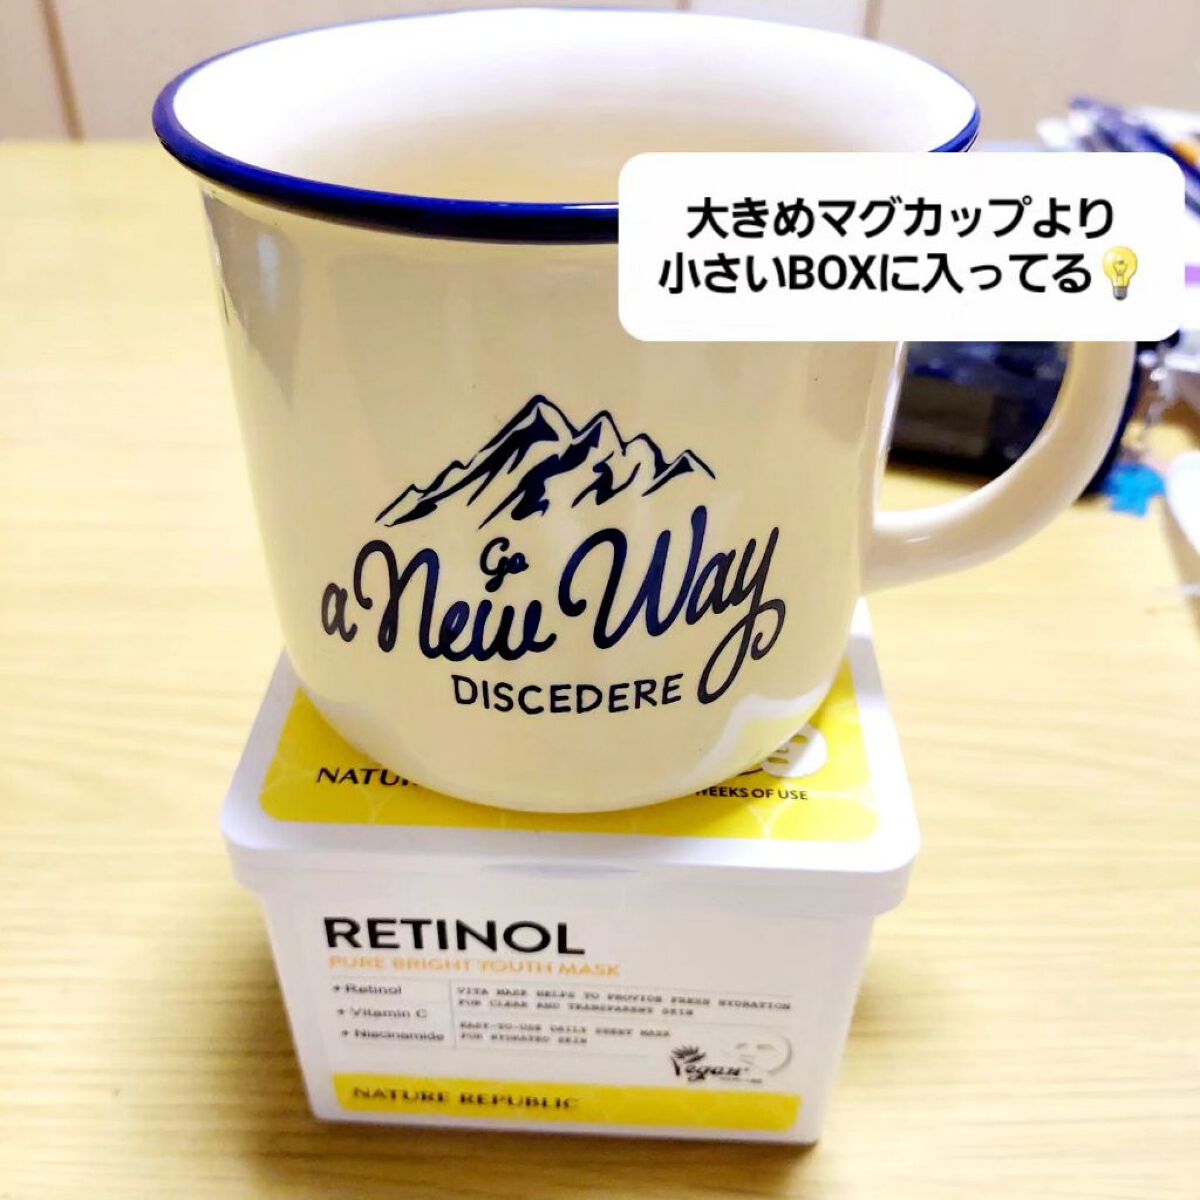 大きめマグカップより
小さいBOXに入ってる💡
Go
a New Way
DISCEDERE
WEEKS OF USE
RETINOL
PURE BRIGHT YOUTH MASK
+ Retinol
+ Vitamin C
+ Niacinamide
VITA MASK HELPS TO PROVIDE FRESH HYDRATION
FOR CLEAR AND TRANSPARENT SKIN
EASY-TO-USE DAILY SHEET MASK
FOR HYDRATED SKIN
Vegan
NATURE REPUBLIC